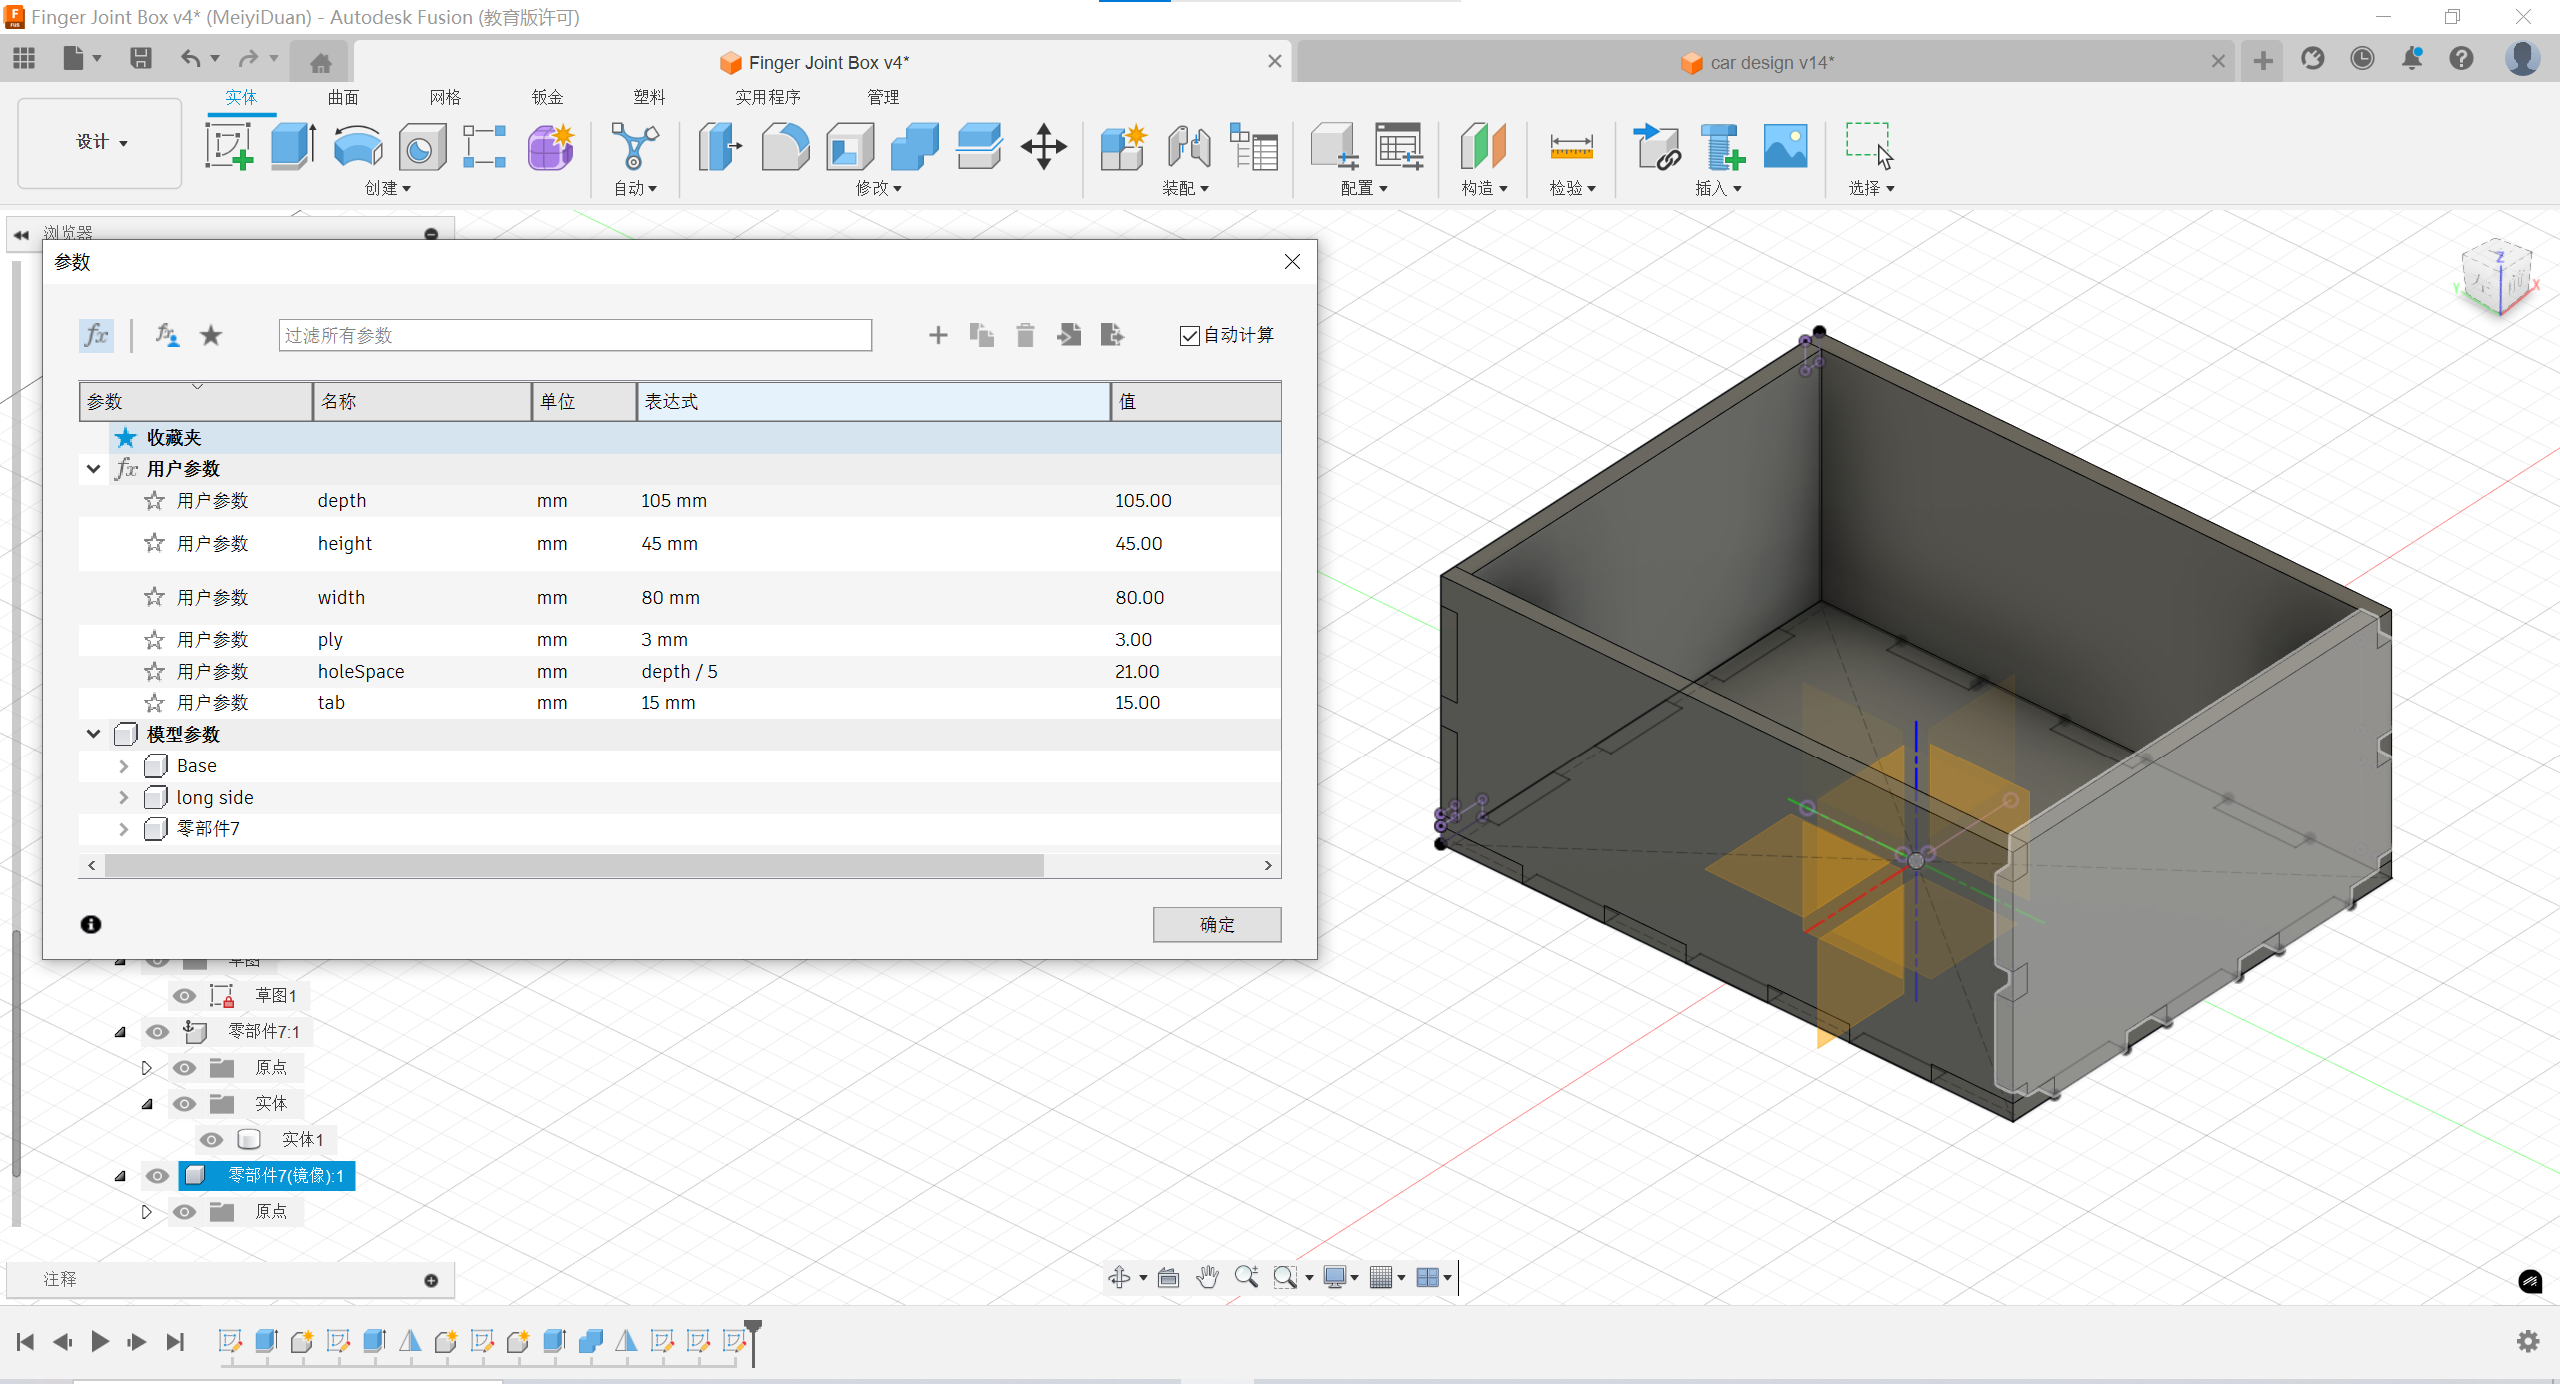 Finger Joint Box v4* (MeiyiDuan) - Autodesk Fusion (教育版许可)
Finger Joint Box v4*
car design v14*
实体 曲面 网格 钣金 塑料 实用程序 管理
设计
创建 自动 修改 装配 配置 构造 检验 插入 选择
浏览器
参数
过滤所有参数
自动计算
参数 名称 单位 表达式 值
收藏夹
fx 用户参数
用户参数 depth mm 105 mm 105.00
用户参数 height mm 45 mm 45.00
用户参数 width mm 80 mm 80.00
用户参数 ply mm 3 mm 3.00
用户参数 holeSpace mm depth / 5 21.00
用户参数 tab mm 15 mm 15.00
模型参数
Base
long side
零部件7
确定
草图
草图1
零部件7:1
原点
实体
实体1
零部件7(镜像):1
原点
注释
Z
Y
X